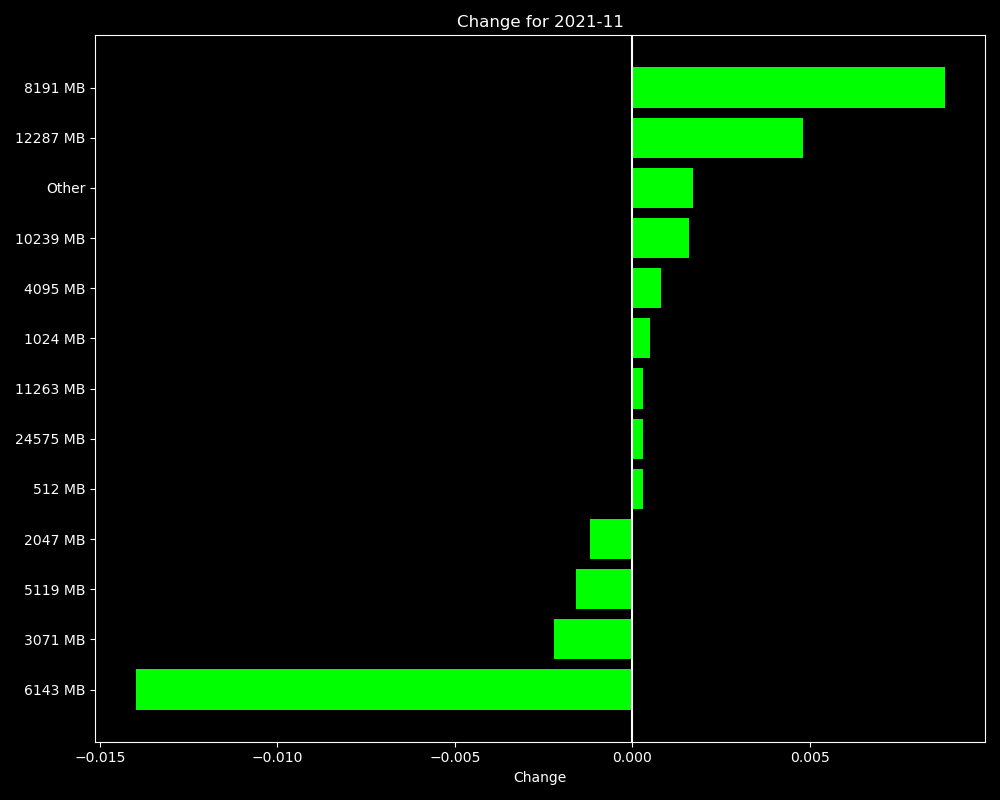 Change for 2021-11
8191 MB
12287 MB
Other
10239 MB
4095 MB
1024 MB
11263 MB
24575 MB
512 MB
2047 MB
5119 MB
3071 MB
6143 MB
−0.015 −0.010 −0.005 0.000 0.005
Change